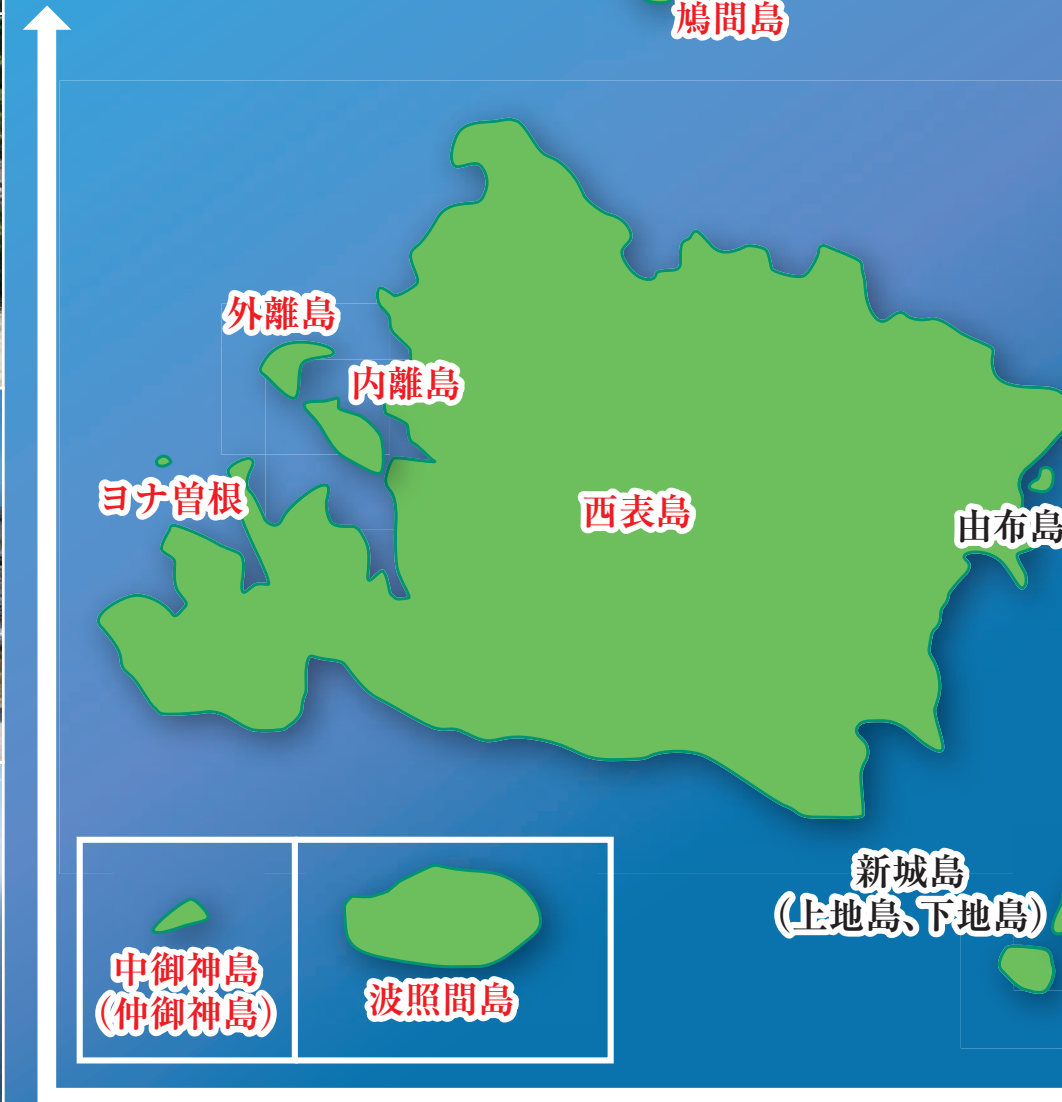 鳩間島
外離島
内離島
ヨナ曽根
西表島
由布島
新城島
（上地島、下地島）
中御神島
（仲御神島）
波照間島